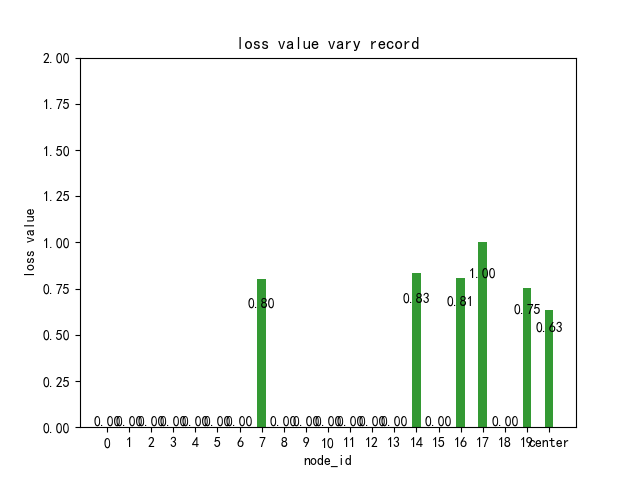 loss value vary record
2.00
1.75
1.50
1.25
1.00
0.75
0.50
0.25
0.00
loss value
0.00 0.00 0.00 0.00 0.00 0.00 0.00 0.80 0.00 0.00 0.00 0.00 0.00 0.00 0.83 0.00 0.81 1.00 0.00 0.75 0.63
0 1 2 3 4 5 6 7 8 9 10 11 12 13 14 15 16 17 18 19 center
node_id